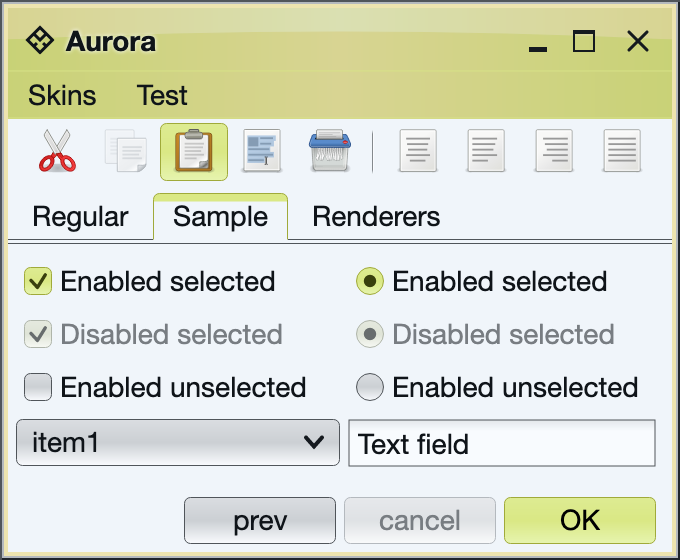 Aurora
Skins Test
Regular Sample Renderers
Enabled selected Enabled selected
Disabled selected Disabled selected
Enabled unselected Enabled unselected
item1 Text field
prev cancel OK